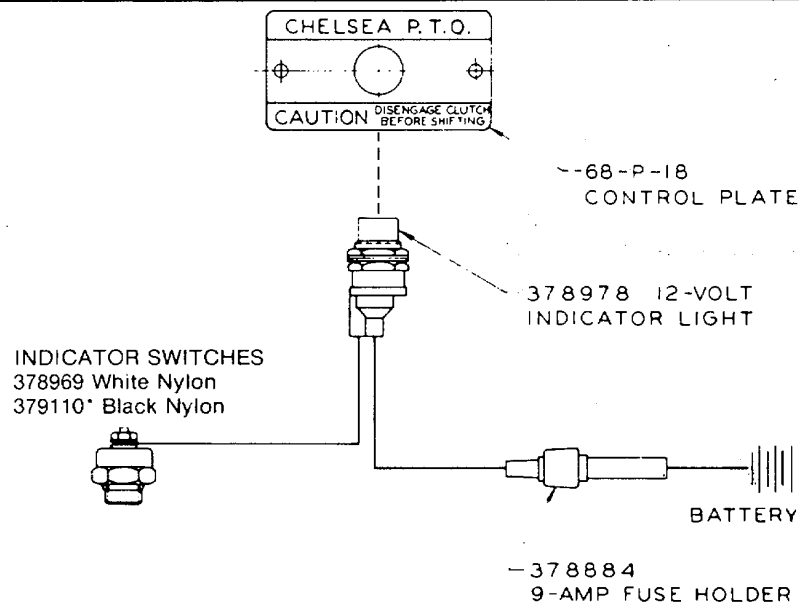 CHELSEA P.T.O.
CAUTION DISENGAGE CLUTCH
BEFORE SHIFTING
68-P-18
CONTROL PLATE
378978 12-VOLT
INDICATOR LIGHT
INDICATOR SWITCHES
378969 White Nylon
379110* Black Nylon
BATTERY
378884
9-AMP FUSE HOLDER